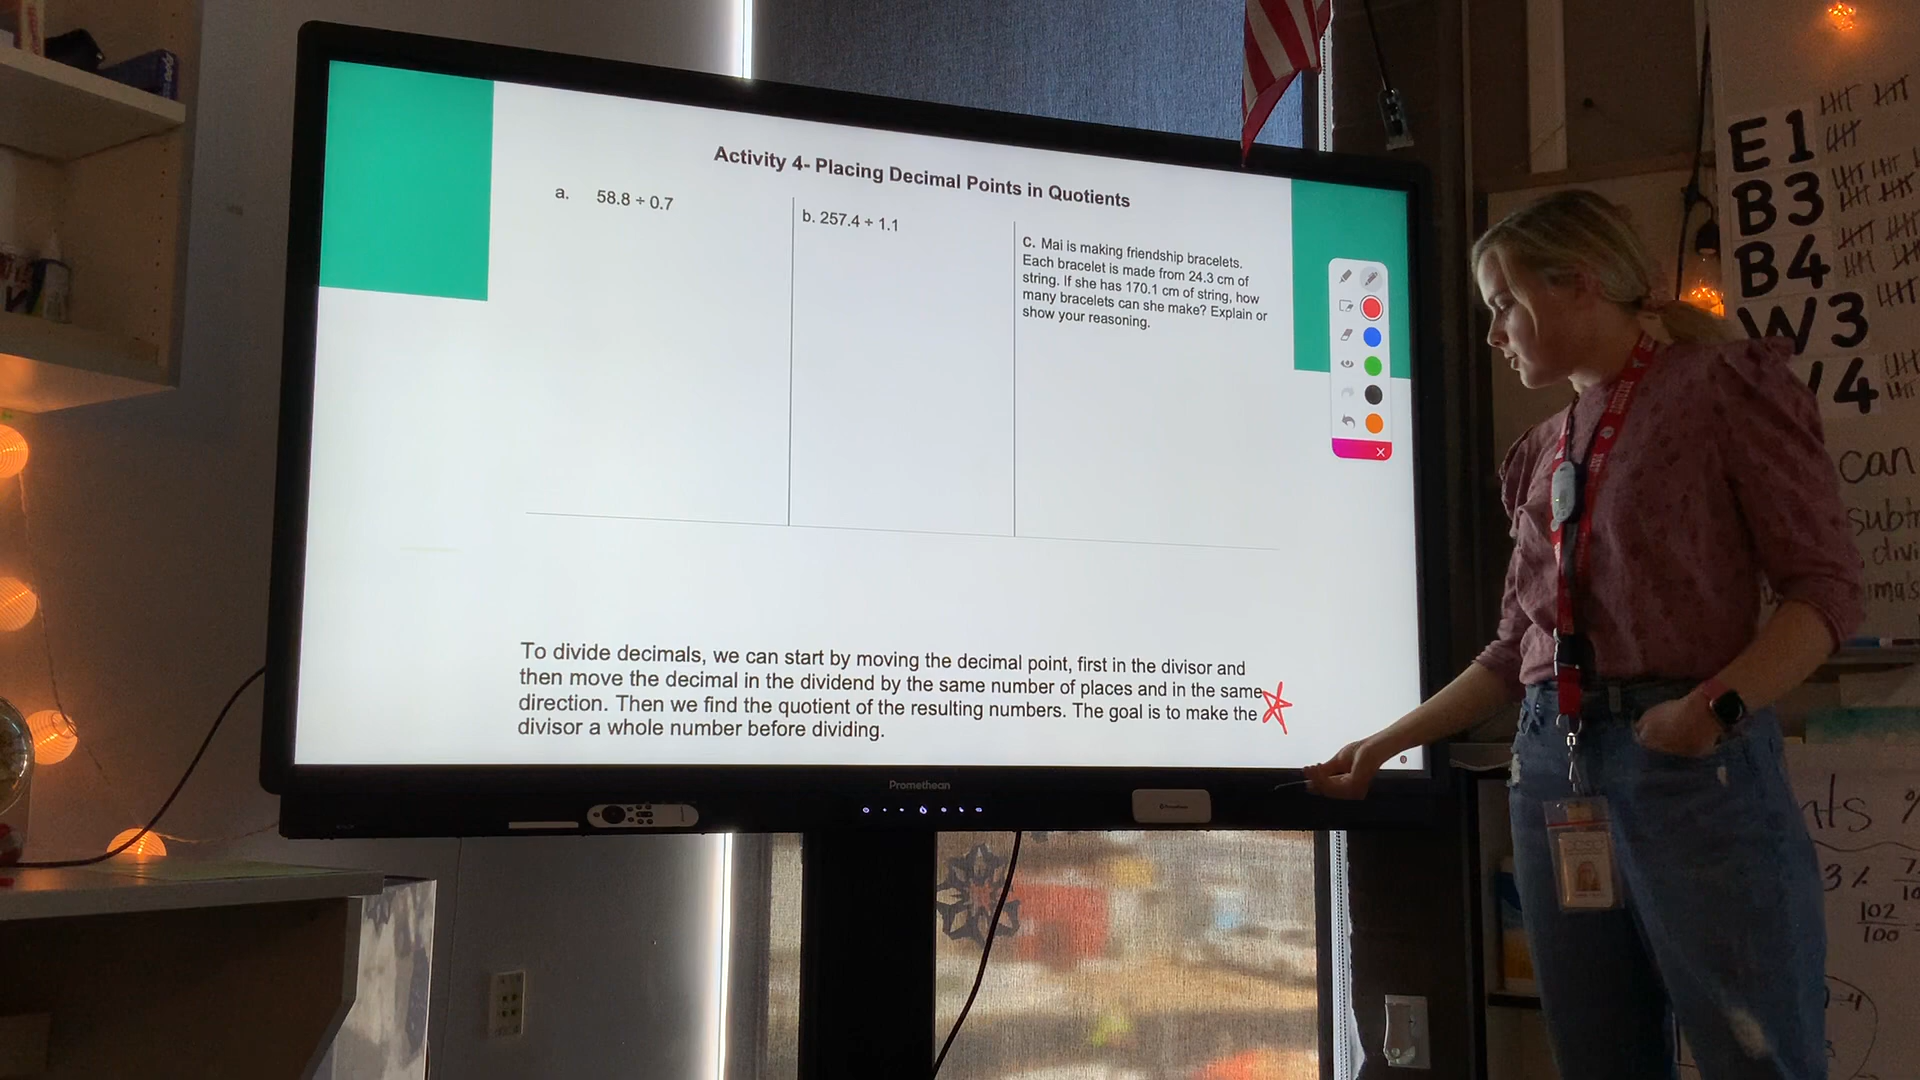 Activity 4- Placing Decimal Points in Quotients
a. 58.8 ÷ 0.7
b. 257.4 ÷ 1.1
C. Mai is making friendship bracelets.
Each bracelet is made from 24.3 cm of
string. If she has 170.1 cm of string, how
many bracelets can she make? Explain or
show your reasoning.
To divide decimals, we can start by moving the decimal point, first in the divisor and
then move the decimal in the dividend by the same number of places and in the same
direction. Then we find the quotient of the resulting numbers. The goal is to make the
divisor a whole number before dividing.
Promethean
E1
B3
B4
W3
4
can
3%
102
100